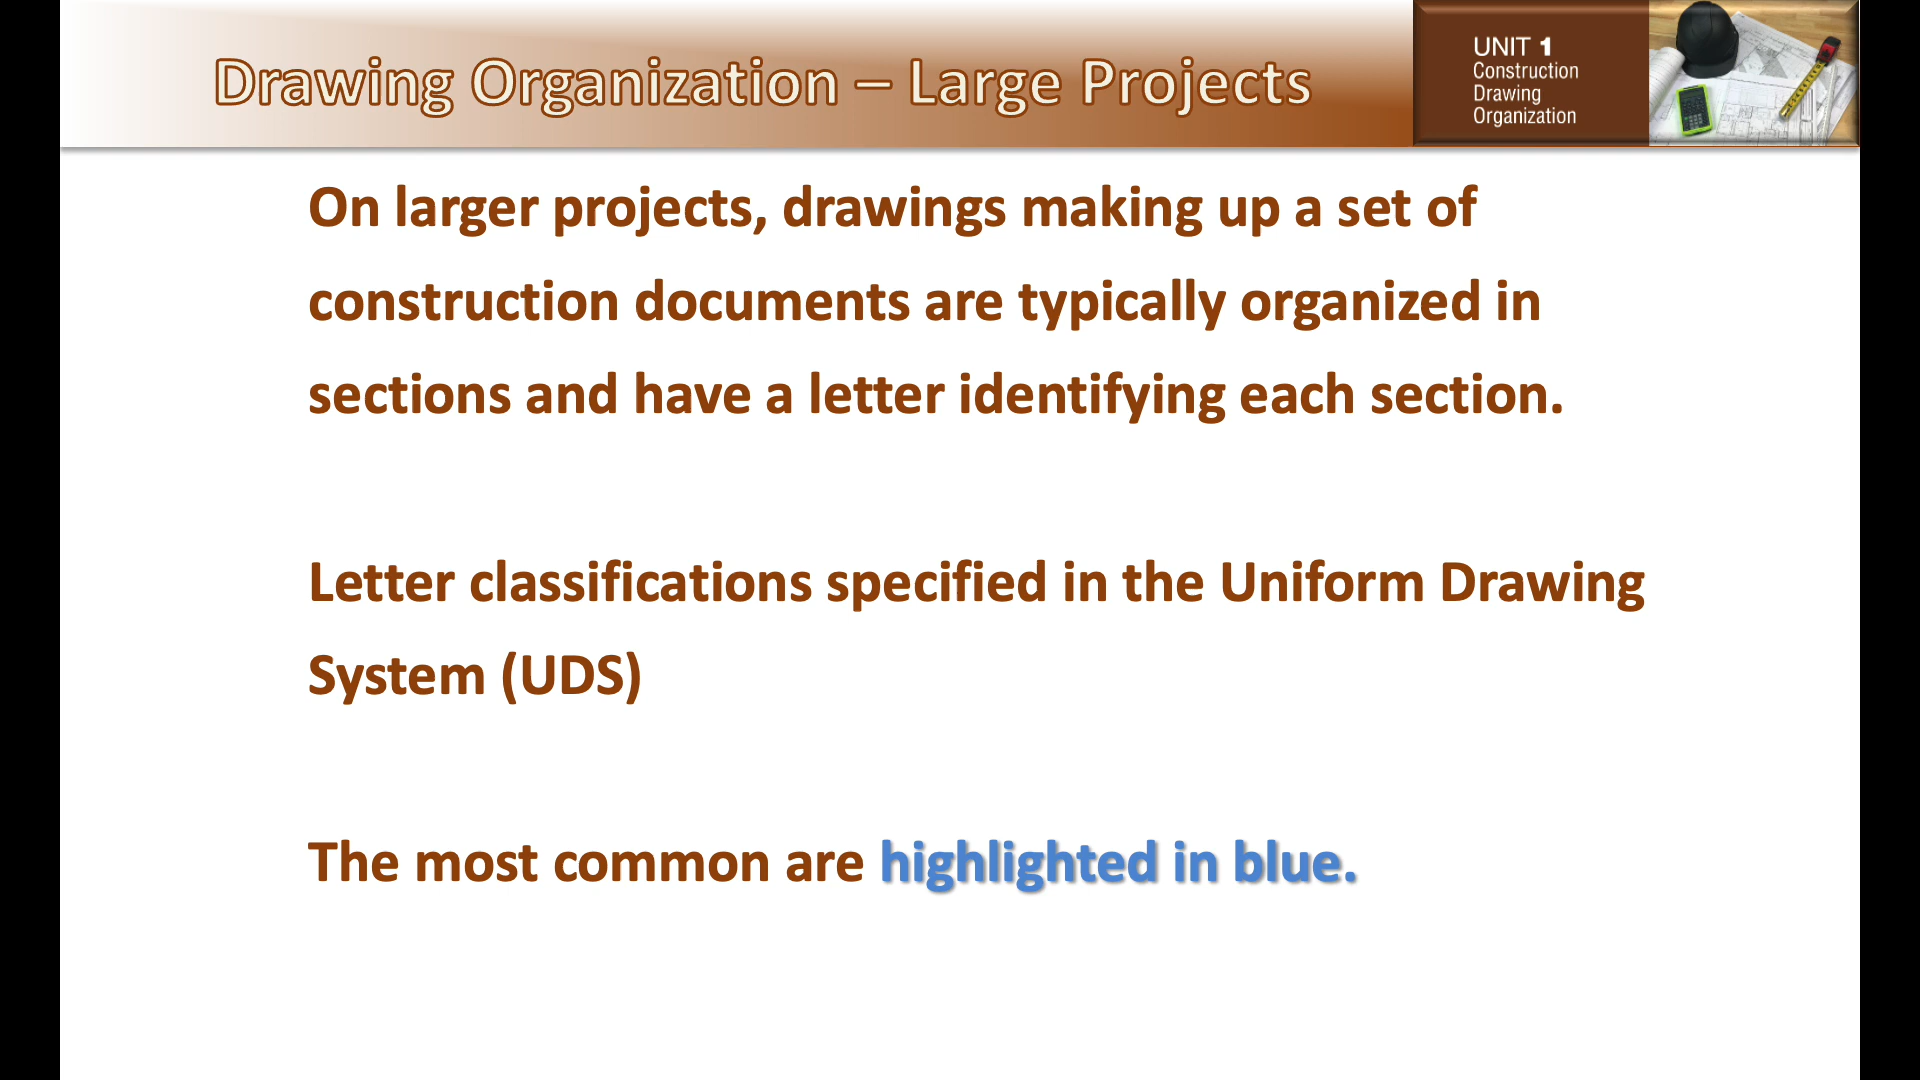 Drawing Organization – Large Projects
UNIT 1
Construction
Drawing
Organization
On larger projects, drawings making up a set of
construction documents are typically organized in
sections and have a letter identifying each section.
Letter classifications specified in the Uniform Drawing
System (UDS)
The most common are highlighted in blue.